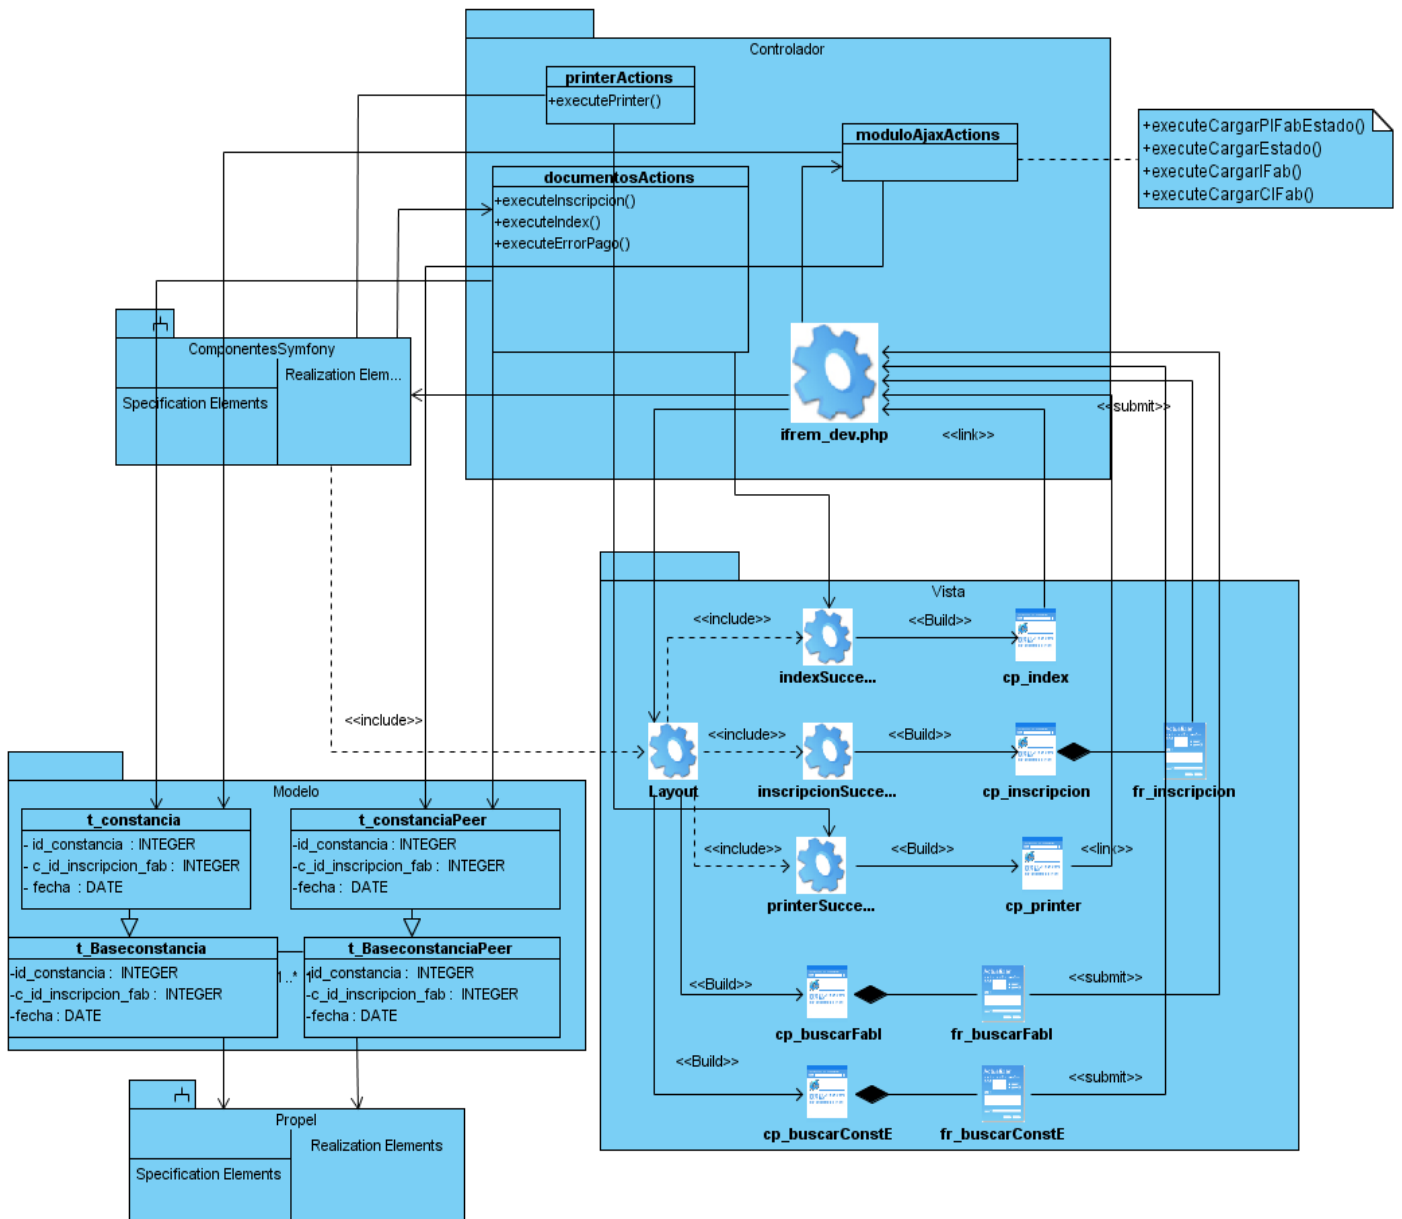 Controlador
printerActions
+executePrinter()
moduloAjaxActions
+executeCargarPIFabEstado()
+executeCargarEstado()
+executeCargarIFab()
+executeCargarCIFab()
documentosActions
+executeInscripcion()
+executeIndex()
+executeErrorPago()
ComponentesSymfony
Realization Elem...
Specification Elements
<<submit>>
ifrem_dev.php
<<link>>
Vista
<<include>>
<<Build>>
indexSucce...
cp_index
<<include>>
<<include>>
<<Build>>
Layout
inscripcionSucce...
cp_inscripcion
fr_inscripcion
Modelo
t_constancia
- id_constancia : INTEGER
- c_id_inscripcion_fab : INTEGER
- fecha : DATE
t_constanciaPeer
-id_constancia : INTEGER
-c_id_inscripcion_fab : INTEGER
-fecha : DATE
<<include>>
<<Build>>
<<link>>
printerSucce...
cp_printer
t_Baseconstancia
-id_constancia : INTEGER
-c_id_inscripcion_fab : INTEGER
-fecha : DATE
1..*
1
t_BaseconstanciaPeer
-id_constancia : INTEGER
-c_id_inscripcion_fab : INTEGER
-fecha : DATE
<<Build>>
<<submit>>
cp_buscarFabI
fr_buscarFabI
<<Build>>
<<submit>>
cp_buscarConstE
fr_buscarConstE
Propel
Realization Elements
Specification Elements